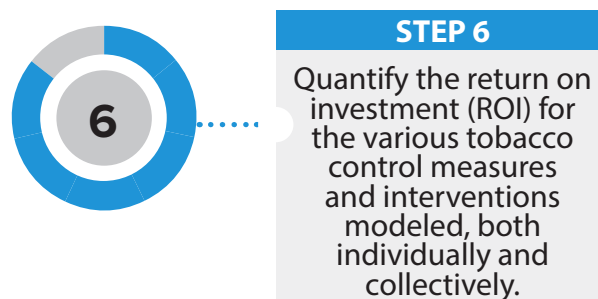 6
STEP 6
Quantify the return on
investment (ROI) for
the various tobacco
control measures
and interventions
modeled, both
individually and
collectively.